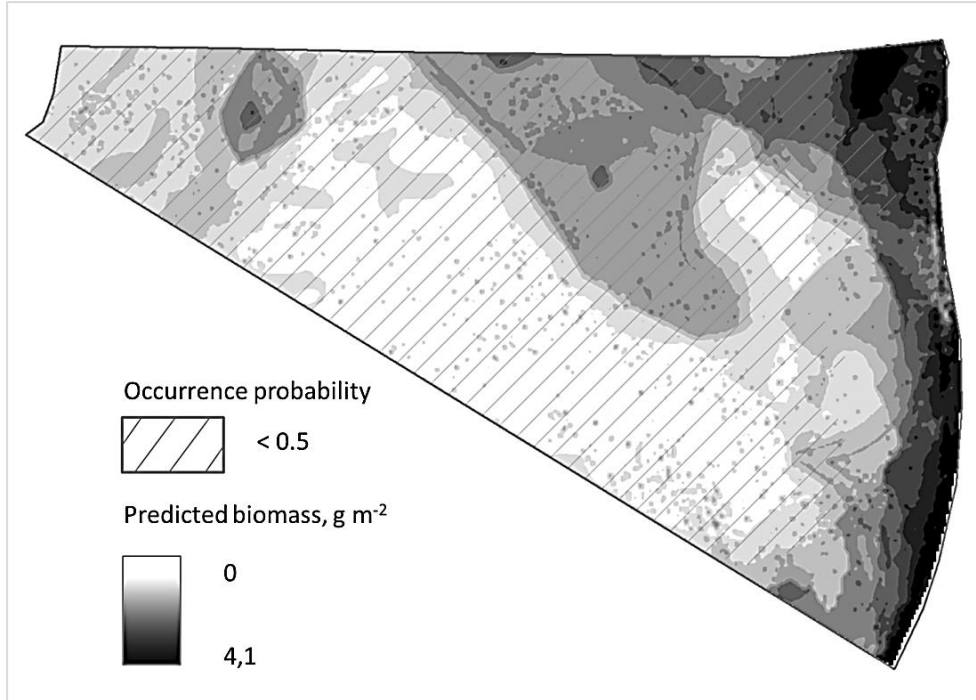 Occurrence probability
< 0.5
Predicted biomass, g m⁻²
0
4,1